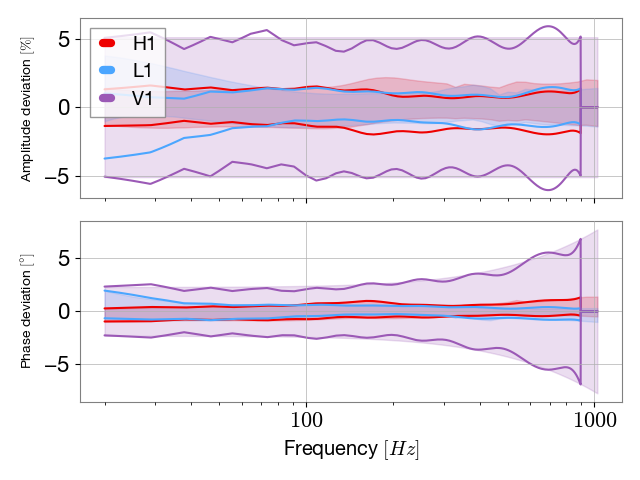 Amplitude deviation [%]
5
0
−5
H1
L1
V1
Phase deviation [°]
5
0
−5
100
1000
Frequency [Hz]